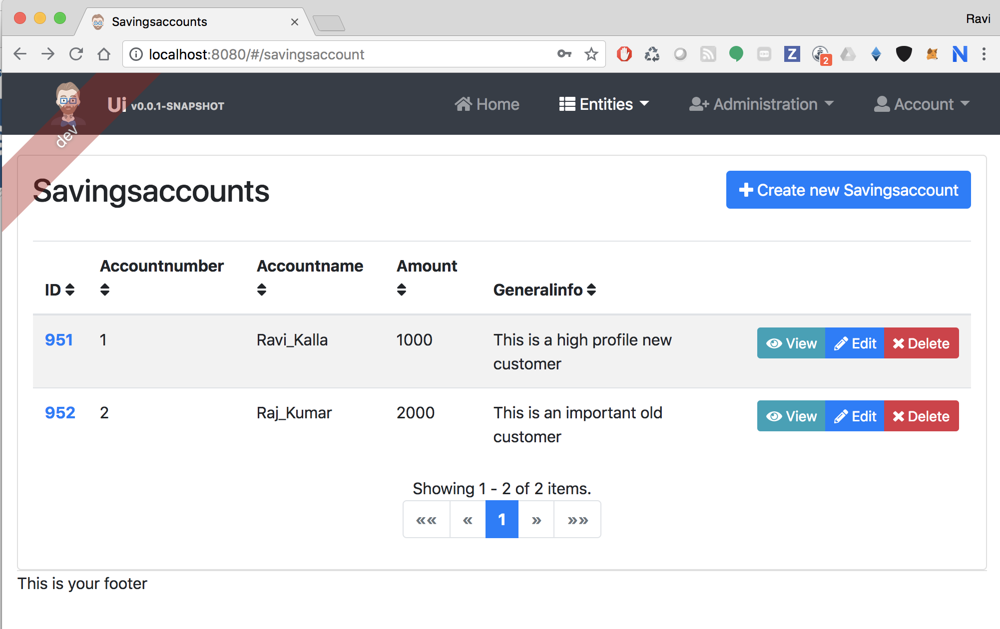 Savingsaccounts
Ravi
localhost:8080/#/savingsaccount
Z
2
N
Ui v0.0.1-SNAPSHOT
Home
Entities
Administration
Account
dev
Savingsaccounts
Create new Savingsaccount
ID
Accountnumber
Accountname
Amount
Generalinfo
951 1 Ravi_Kalla 1000 This is a high profile new
customer
View Edit Delete
952 2 Raj_Kumar 2000 This is an important old
customer
View Edit Delete
Showing 1 - 2 of 2 items.
«« « 1 » »»
This is your footer